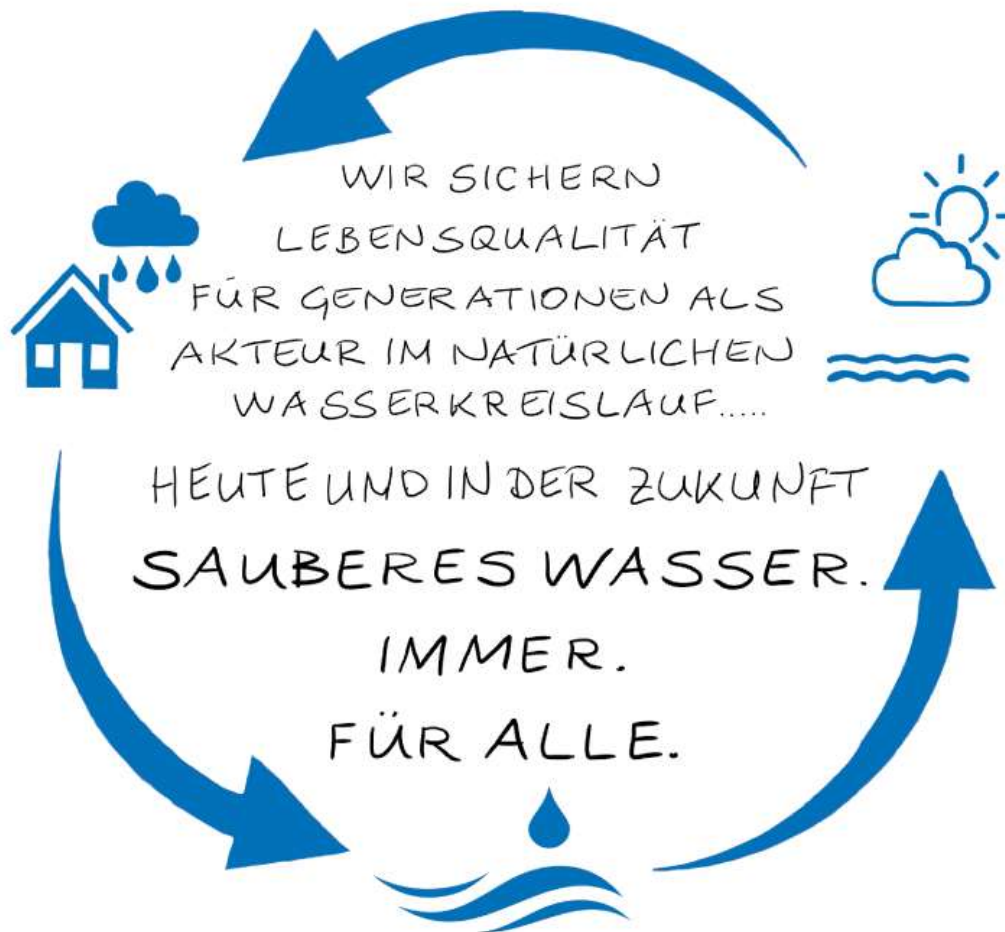 WIR SICHERN
LEBENSQUALITÄT
FÜR GENERATIONEN ALS
AKTEUR IM NATÜRLICHEN
WASSERKREISLAUF.....
HEUTE UND IN DER ZUKUNFT
SAUBERES WASSER.
IMMER.
FÜR ALLE.